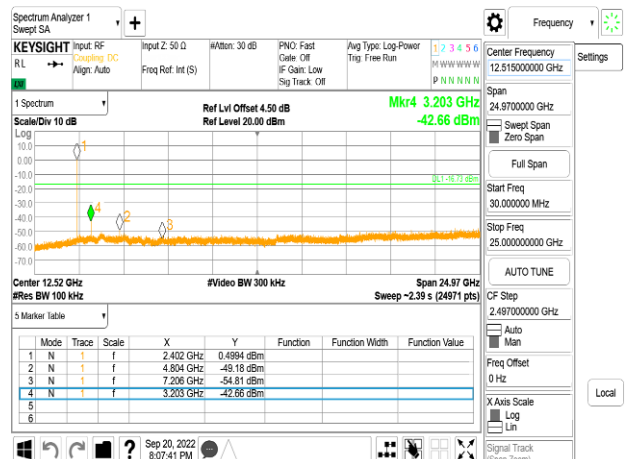 Spectrum Analyzer 1
Swept SA
Frequency
KEYSIGHT Input: RF Input Z: 50 Ω #Atten: 30 dB PNO: Fast Avg Type: Log-Power 1 2 3 4 5 6
RL Coupling: DC Gate: Off Trig: Free Run M W W W W W
Align: Auto Freq Ref: Int (S) IF Gain: Low
Sig Track: Off P N N N N N
1 Spectrum Ref Lvl Offset 4.50 dB Mkr4 3.203 GHz
Scale/Div 10 dB Ref Level 20.00 dBm -42.66 dBm
Log
10.0
0.00
-10.0
-20.0
-30.0
-40.0
-50.0
-60.0
-70.0
1
4
2
3
DL1 -18.70 dBm
Center 12.52 GHz #Video BW 300 kHz Span 24.97 GHz
#Res BW 100 kHz Sweep ~2.39 s (24971 pts)
5 Marker Table
Mode Trace Scale X Y Function Function Width Function Value
1 N 1 f 2.402 GHz 0.4994 dBm
2 N 1 f 4.804 GHz -49.18 dBm
3 N 1 f 7.206 GHz -54.81 dBm
4 N 1 f 3.203 GHz -42.66 dBm
5
6
Sep 20, 2022
8:07:41 PM
Center Frequency
12.515000000 GHz
Settings
Span
24.9700000 GHz
Swept Span
Zero Span
Full Span
Start Freq
30.000000 MHz
Stop Freq
25.000000000 GHz
AUTO TUNE
CF Step
2.497000000 GHz
Auto
Man
Freq Offset
0 Hz
X Axis Scale
Log
Lin
Local
Signal Track
(Span Zoom)